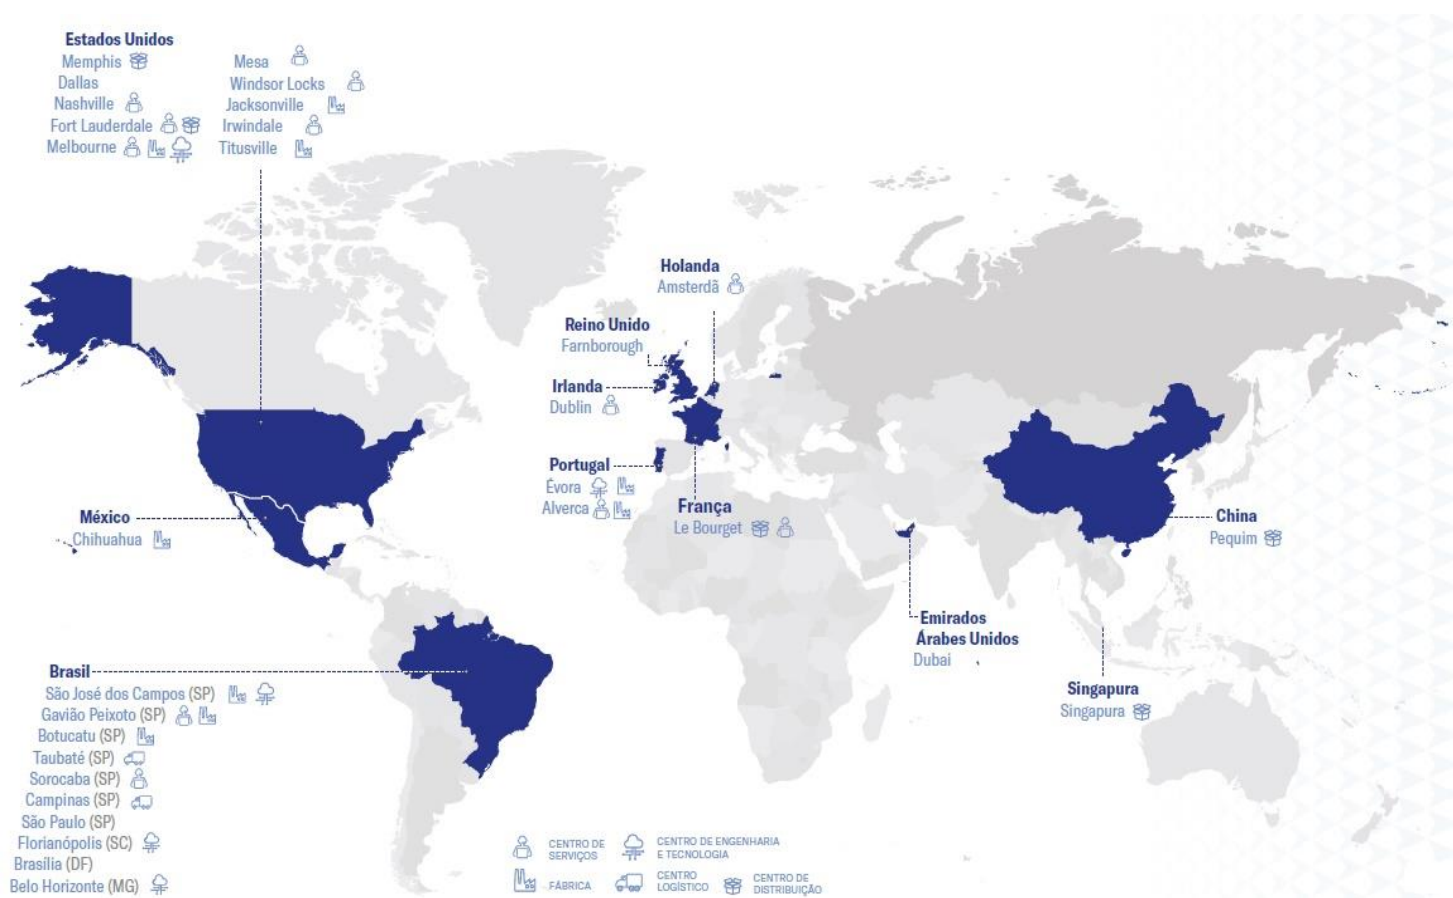 Estados Unidos
Memphis
Dallas
Nashville
Fort Lauderdale
Melbourne
Mesa
Windsor Locks
Jacksonville
Irwindale
Titusville
Holanda
Amsterdã
Reino Unido
Farnborough
Irlanda
Dublin
Portugal
Évora
Alverca
França
Le Bourget
México
Chihuahua
China
Pequim
Emirados
Árabes Unidos
Dubai
Singapura
Singapura
Brasil
São José dos Campos (SP)
Gavião Peixoto (SP)
Botucatu (SP)
Taubaté (SP)
Sorocaba (SP)
Campinas (SP)
São Paulo (SP)
Florianópolis (SC)
Brasília (DF)
Belo Horizonte (MG)
CENTRO DE
SERVIÇOS
CENTRO DE ENGENHARIA
E TECNOLOGIA
FÁBRICA
CENTRO
LOGÍSTICO
CENTRO DE
DISTRIBUIÇÃO